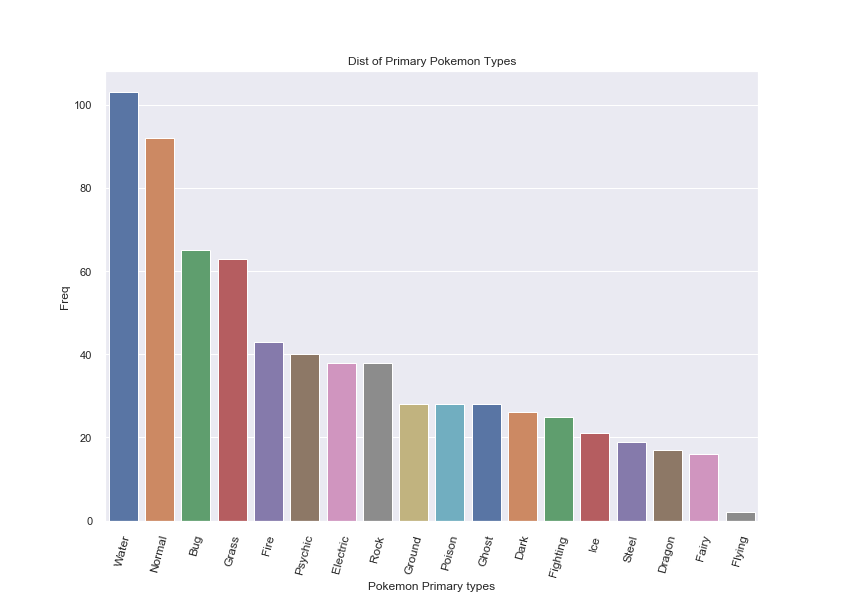 Dist of Primary Pokemon Types
100
80
60
40
20
0
Freq
Water
Normal
Bug
Grass
Fire
Psychic
Electric
Rock
Ground
Poison
Ghost
Dark
Fighting
Ice
Steel
Dragon
Fairy
Flying
Pokemon Primary types